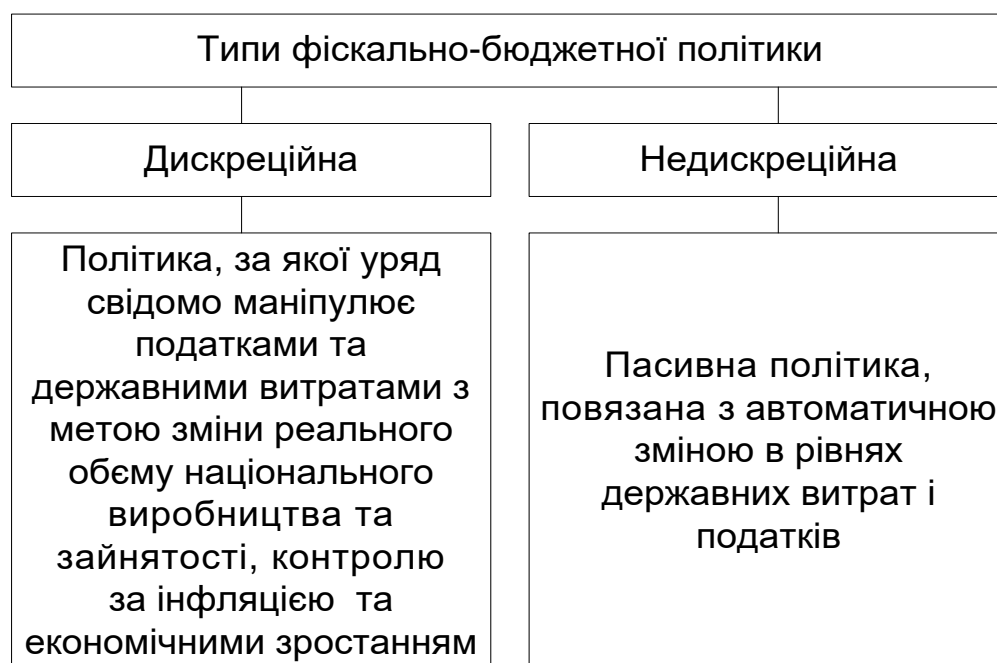 Типи фіскально-бюджетної політики
Дискреційна
Недискреційна
Політика, за якої уряд
свідомо маніпулює
податками та
державними витратами з
метою зміни реального
обєму національного
виробництва та
зайнятості, контролю
за інфляцією та
економічними зростанням
Пасивна політика,
повязана з автоматичною
зміною в рівнях
державних витрат і
податків